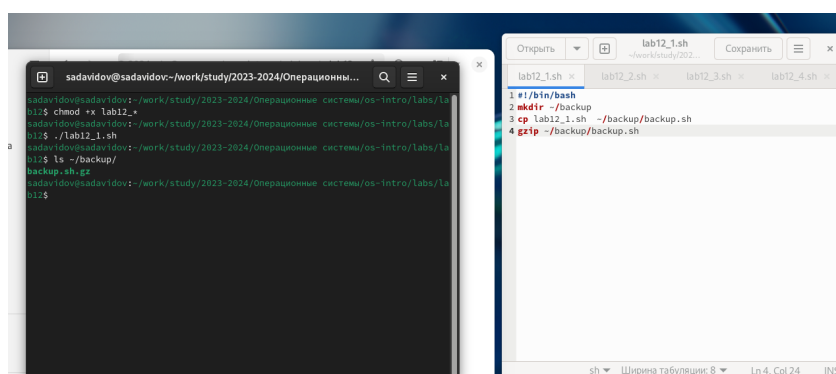 sadavidov@sadavidov:~/work/study/2023-2024/Операционны...
sadavidov@sadavidov:~/work/study/2023-2024/Операционные системы/os-intro/labs/la
b12$ chmod +x lab12_*
sadavidov@sadavidov:~/work/study/2023-2024/Операционные системы/os-intro/labs/la
b12$ ./lab12_1.sh
sadavidov@sadavidov:~/work/study/2023-2024/Операционные системы/os-intro/labs/la
b12$ ls ~/backup/
backup.sh.gz
sadavidov@sadavidov:~/work/study/2023-2024/Операционные системы/os-intro/labs/la
b12$
Открыть
lab12_1.sh
~/work/study/202...
Сохранить
lab12_1.sh × lab12_2.sh × lab12_3.sh × lab12_4.sh ×
1 #!/bin/bash
2 mkdir ~/backup
3 cp lab12_1.sh ~/backup/backup.sh
4 gzip ~/backup/backup.sh
sh Ширина табуляции: 8 Ln 4, Col 24